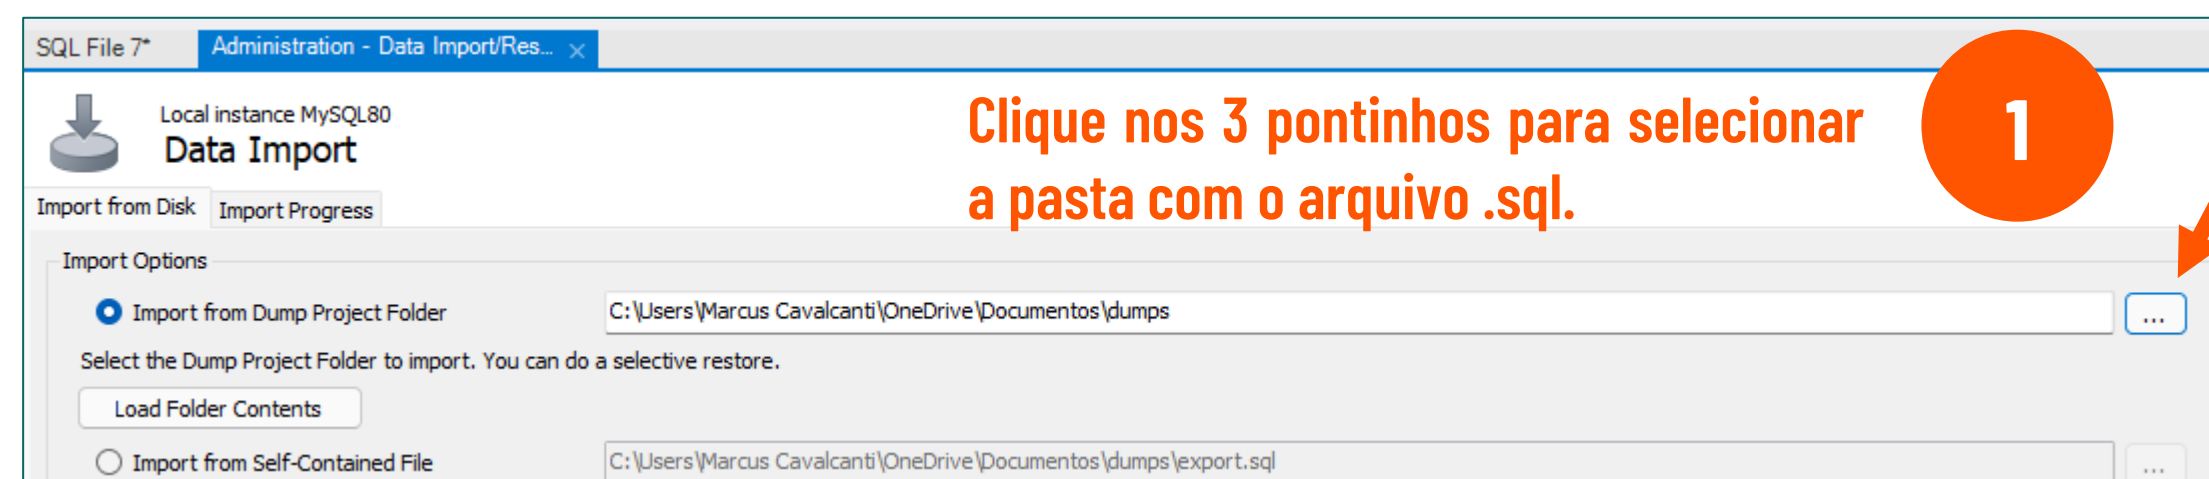 SQL File 7*
Administration - Data Import/Res...
Local instance MySQL80
Data Import
Clique nos 3 pontinhos para selecionar
a pasta com o arquivo .sql.
1
Import from Disk
Import Progress
Import Options
Import from Dump Project Folder
C:\Users\Marcus Cavalcanti\OneDrive\Documentos\dumps
...
Select the Dump Project Folder to import. You can do a selective restore.
Load Folder Contents
Import from Self-Contained File
C:\Users\Marcus Cavalcanti\OneDrive\Documentos\dumps\export.sql
...